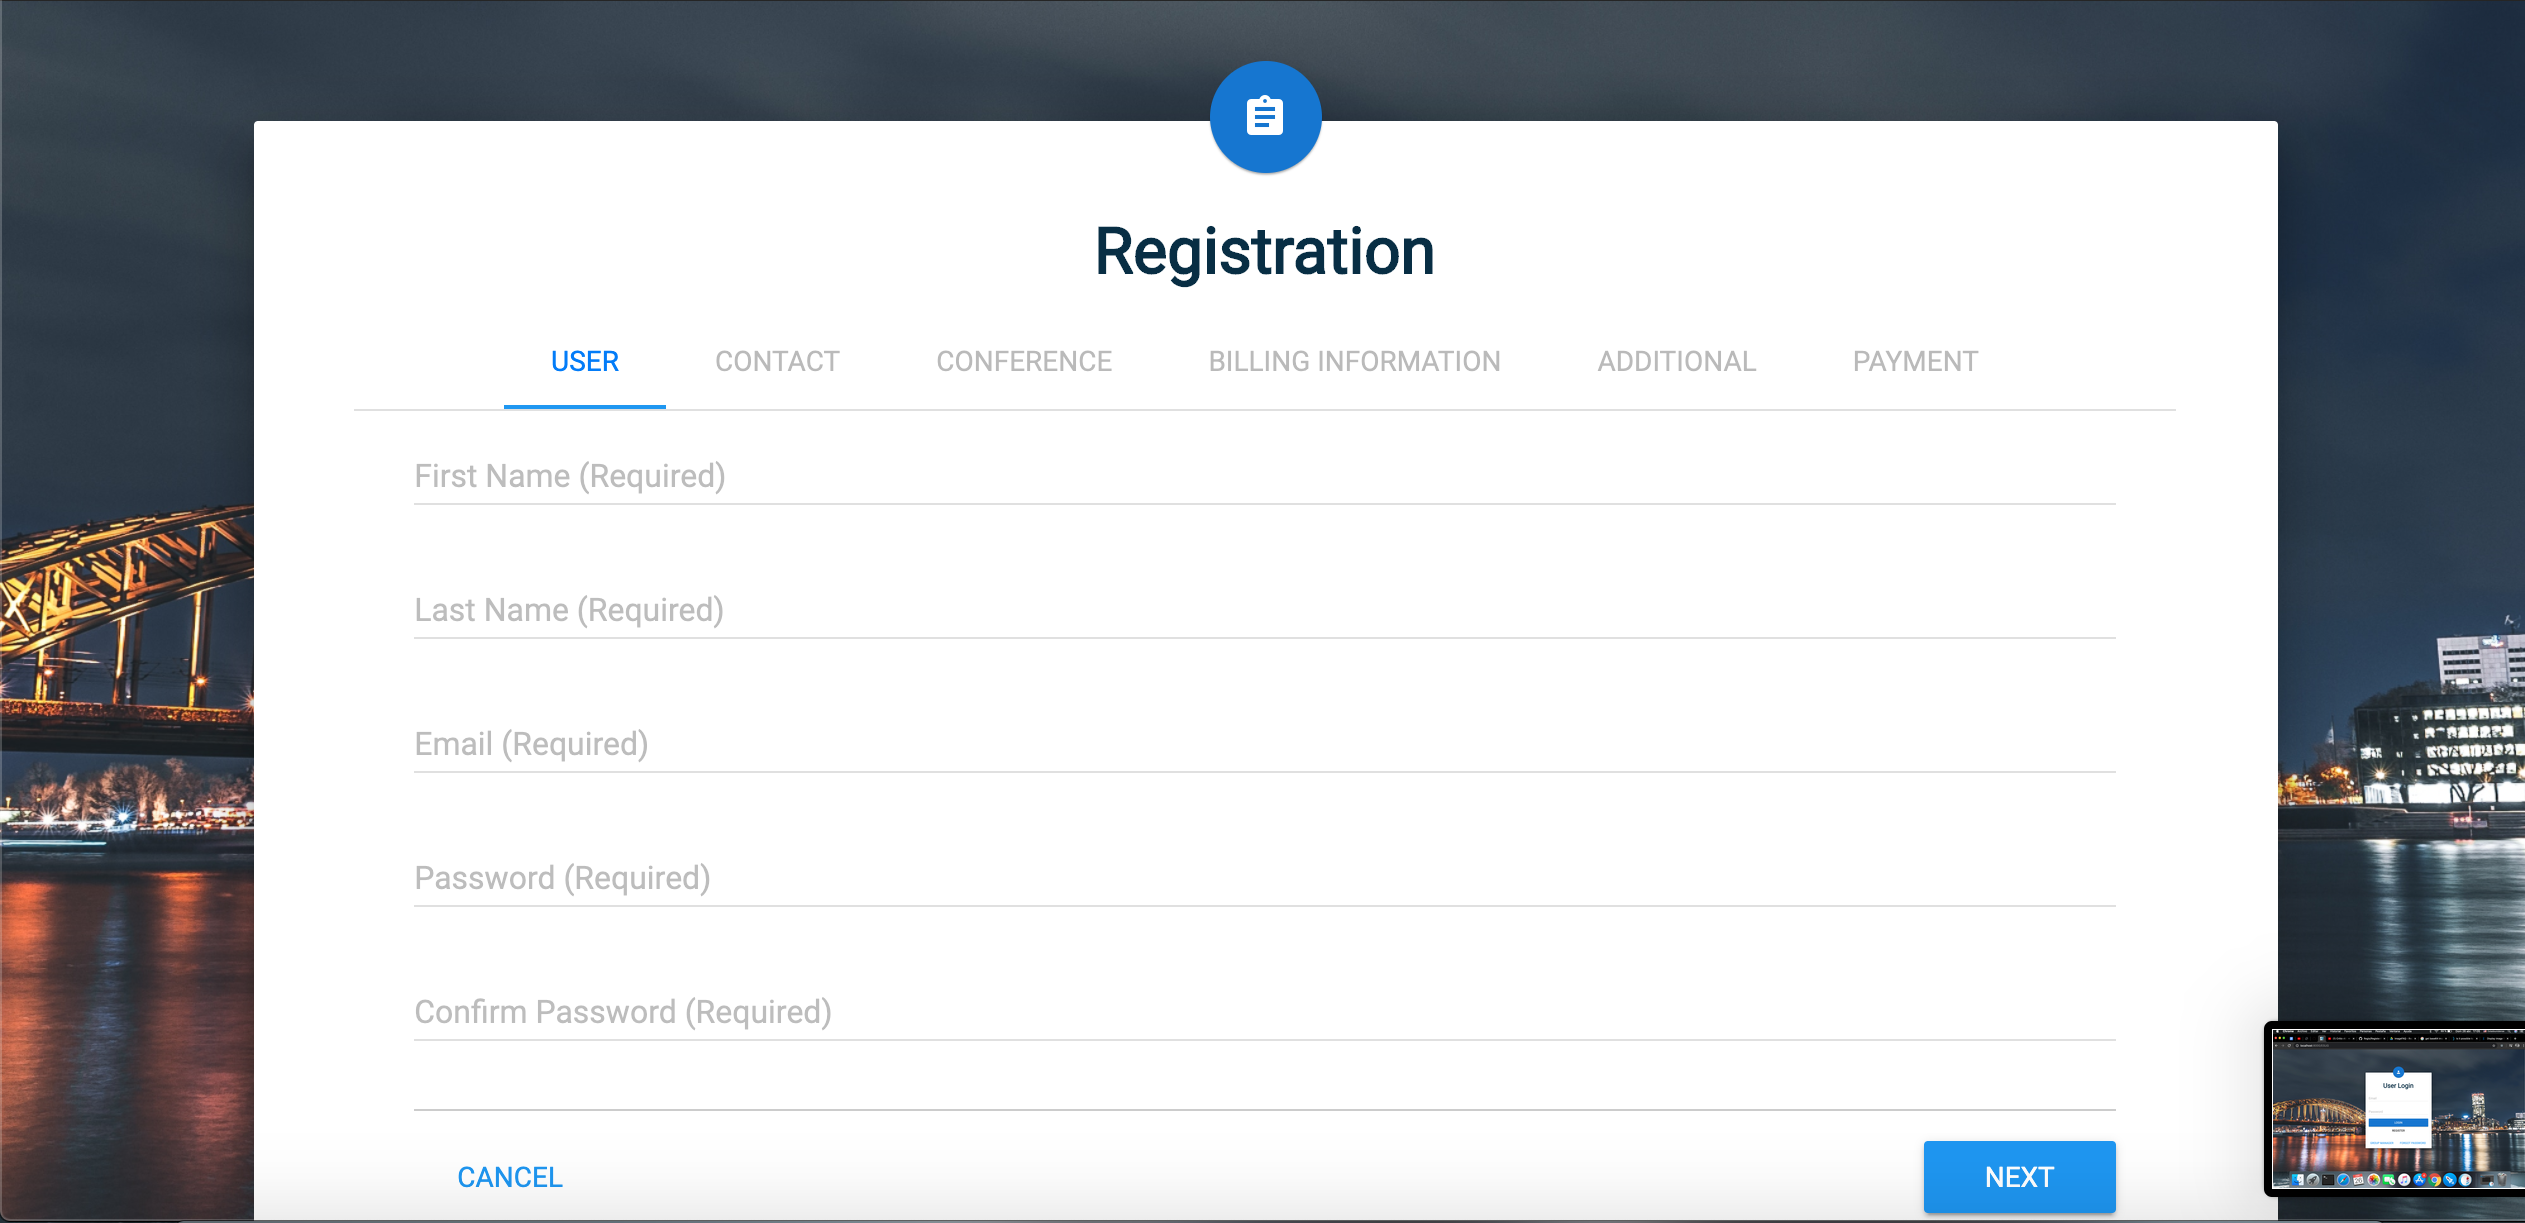 Registration
USER CONTACT CONFERENCE BILLING INFORMATION ADDITIONAL PAYMENT
First Name (Required)
Last Name (Required)
Email (Required)
Password (Required)
Confirm Password (Required)
CANCEL NEXT
User Login